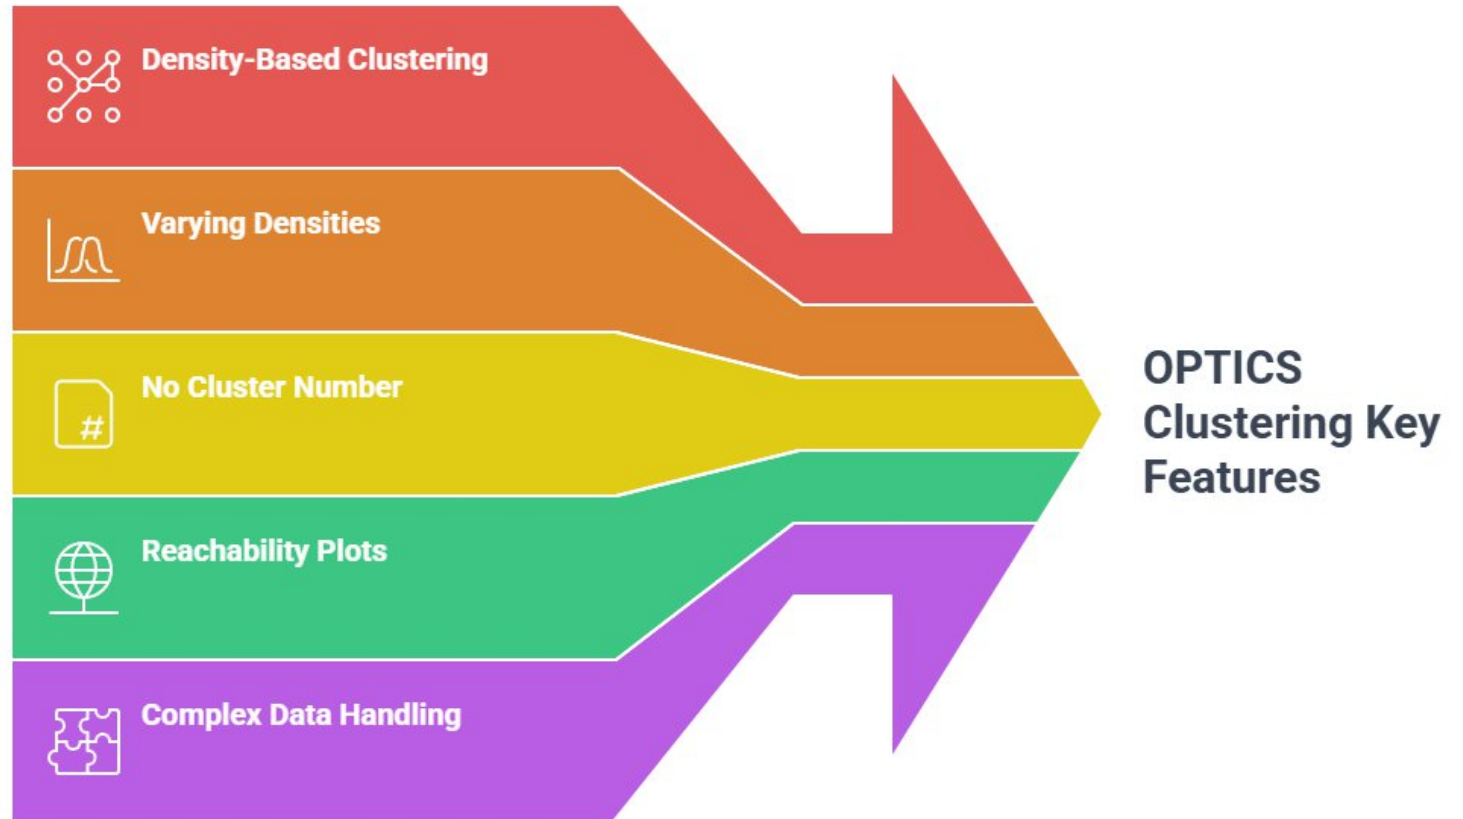 Density-Based Clustering
Varying Densities
No Cluster Number
#
Reachability Plots
Complex Data Handling
OPTICS
Clustering Key
Features